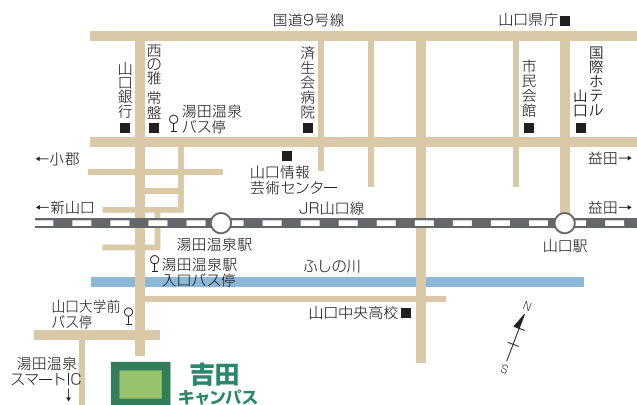 国道9号線
山口県庁
西の雅 常盤
山口銀行
湯田温泉
バス停
済生会病院
市民会館
国際ホテル
山口
←小郡
益田→
山口情報
芸術センター
←新山口
JR山口線
益田→
湯田温泉駅
山口駅
湯田温泉駅
入口バス停
ふしの川
山口大学前
バス停
山口中央高校
N
S
湯田温泉
スマートIC
↓
吉田
キャンパス